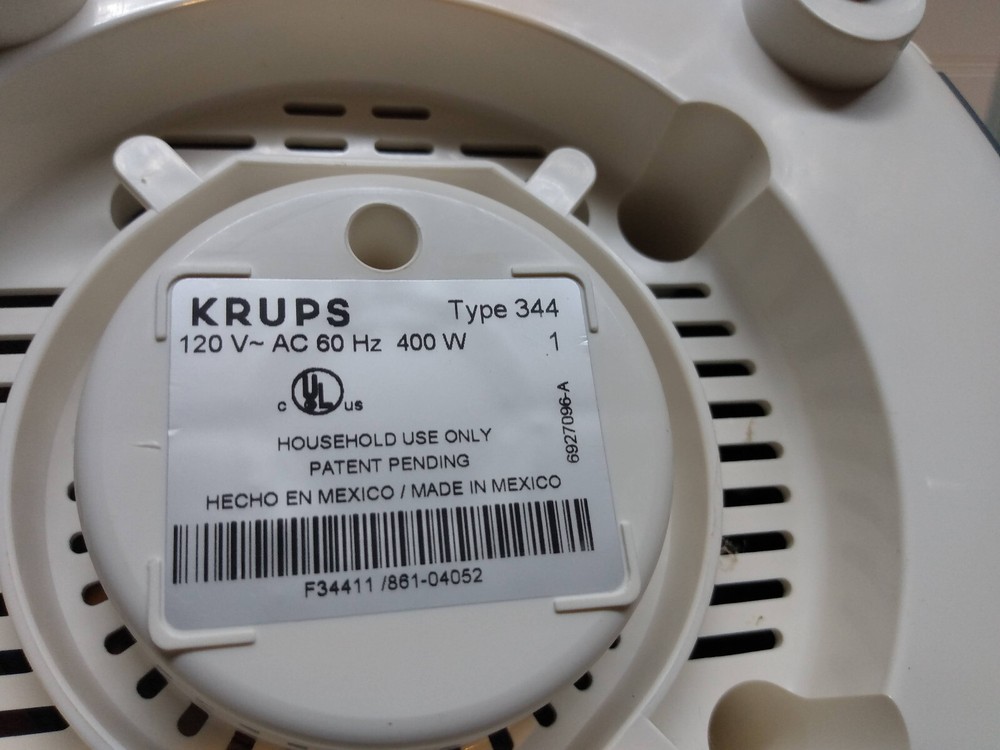 KRUPS Type 344
120 V~ AC 60 Hz 400 W 1
C UL US
6927096-A
HOUSEHOLD USE ONLY
PATENT PENDING
HECHO EN MEXICO / MADE IN MEXICO
F34411 /861-04052